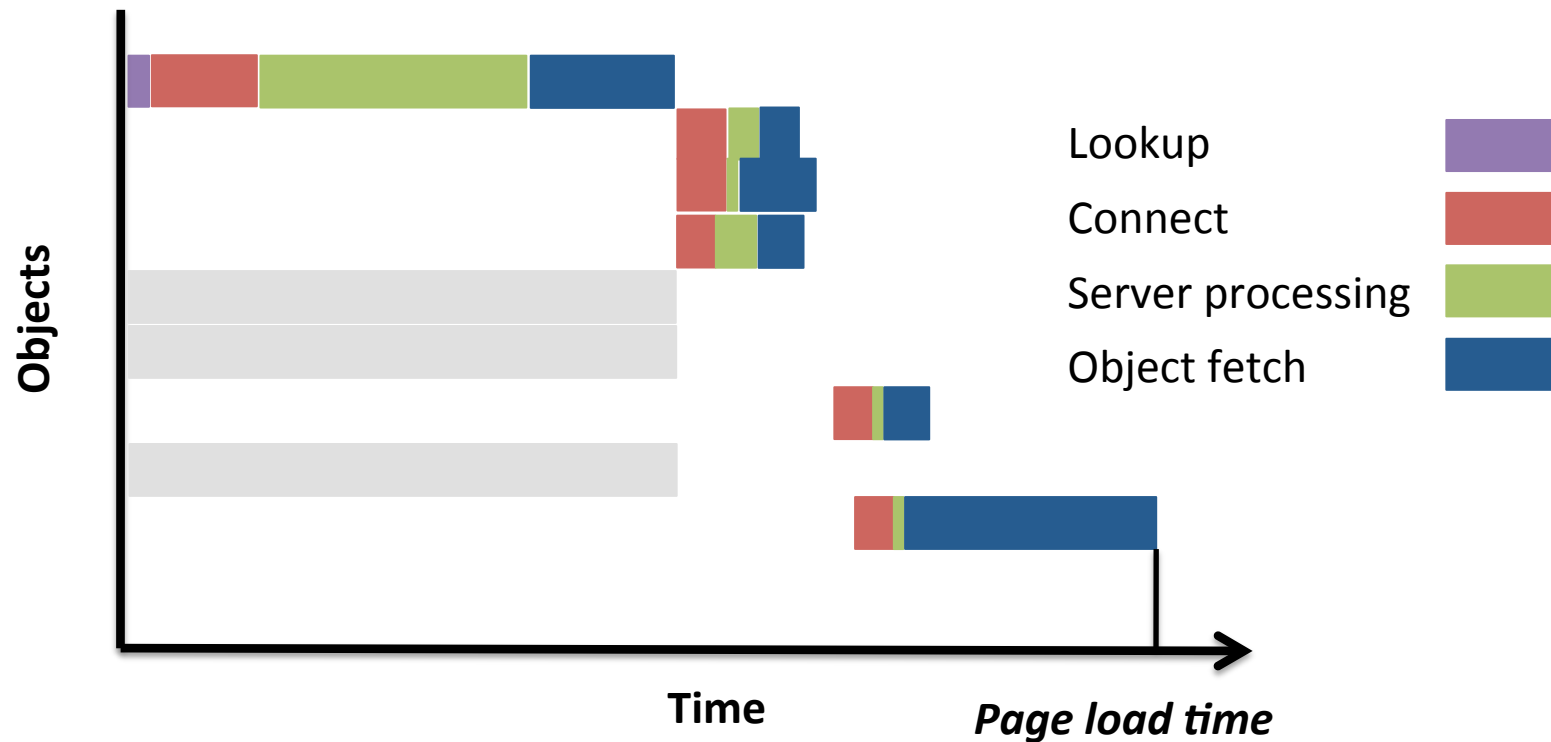 Lookup
Connect
Server processing
Object fetch
Objects
Time
Page load time